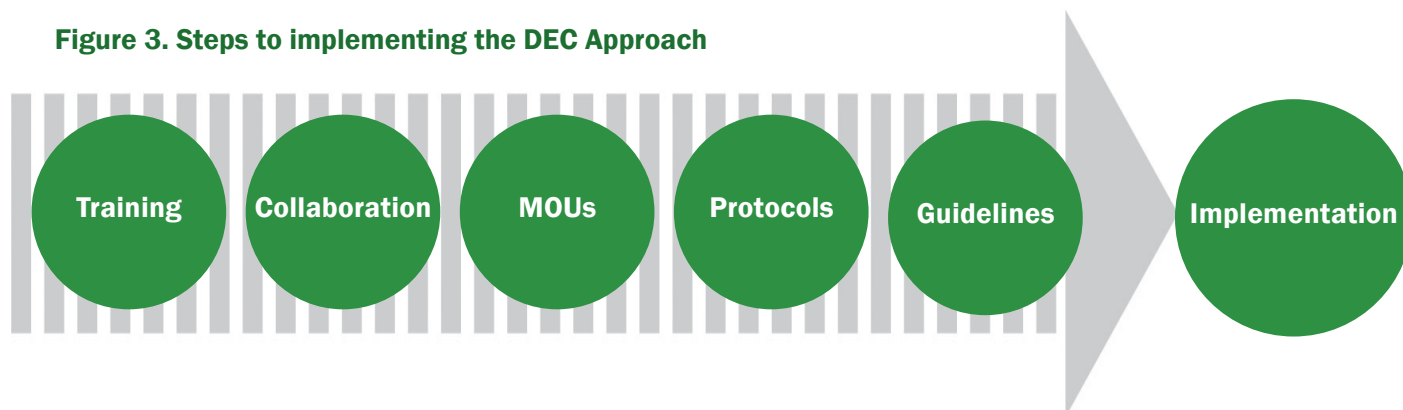 Figure 3. Steps to implementing the DEC Approach
Training
Collaboration
MOUs
Protocols
Guidelines
Implementation